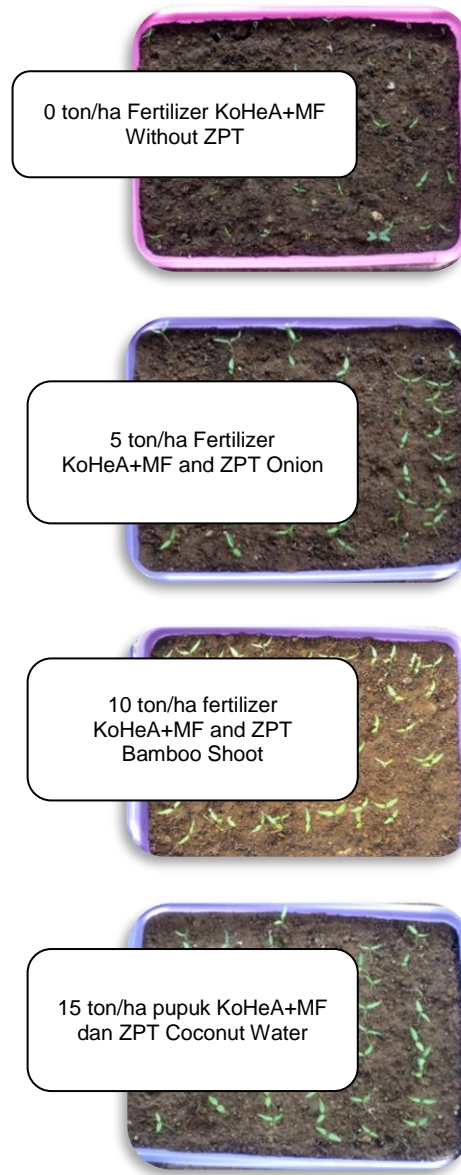 0 ton/ha Fertilizer KoHeA+MF
Without ZPT
5 ton/ha Fertilizer
KoHeA+MF and ZPT Onion
10 ton/ha fertilizer
KoHeA+MF and ZPT
Bamboo Shoot
15 ton/ha pupuk KoHeA+MF
dan ZPT Coconut Water